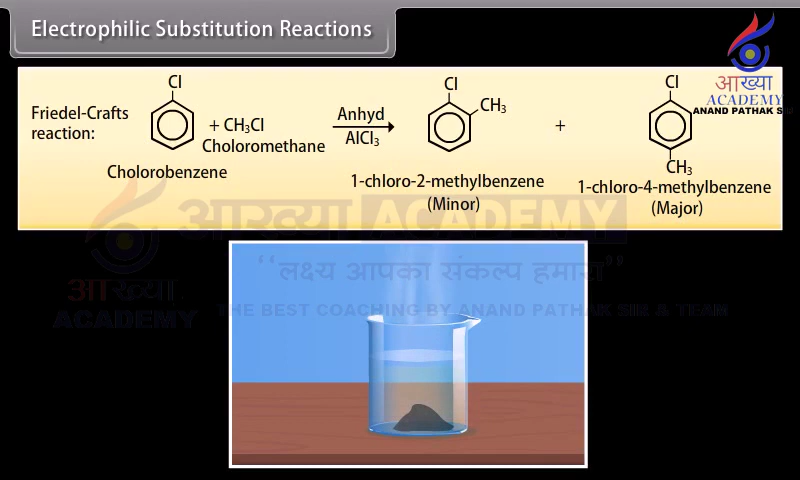 Electrophilic Substitution Reactions
आख्या
ACADEMY
ANAND PATHAK SIR
Friedel-Crafts
reaction:
Cl
+ CH₃Cl
Choloromethane
Cholorobenzene
Anhyd
AlCl₃
Cl
CH₃
1-chloro-2-methylbenzene
(Minor)
+
Cl
CH₃
1-chloro-4-methylbenzene
(Major)
आख्या ACADEMY
‘‘लक्ष्य आपका संकल्प हमारा’’
THE BEST COACHING BY ANAND PATHAK SIR & TEAM
आख्या
ACADEMY